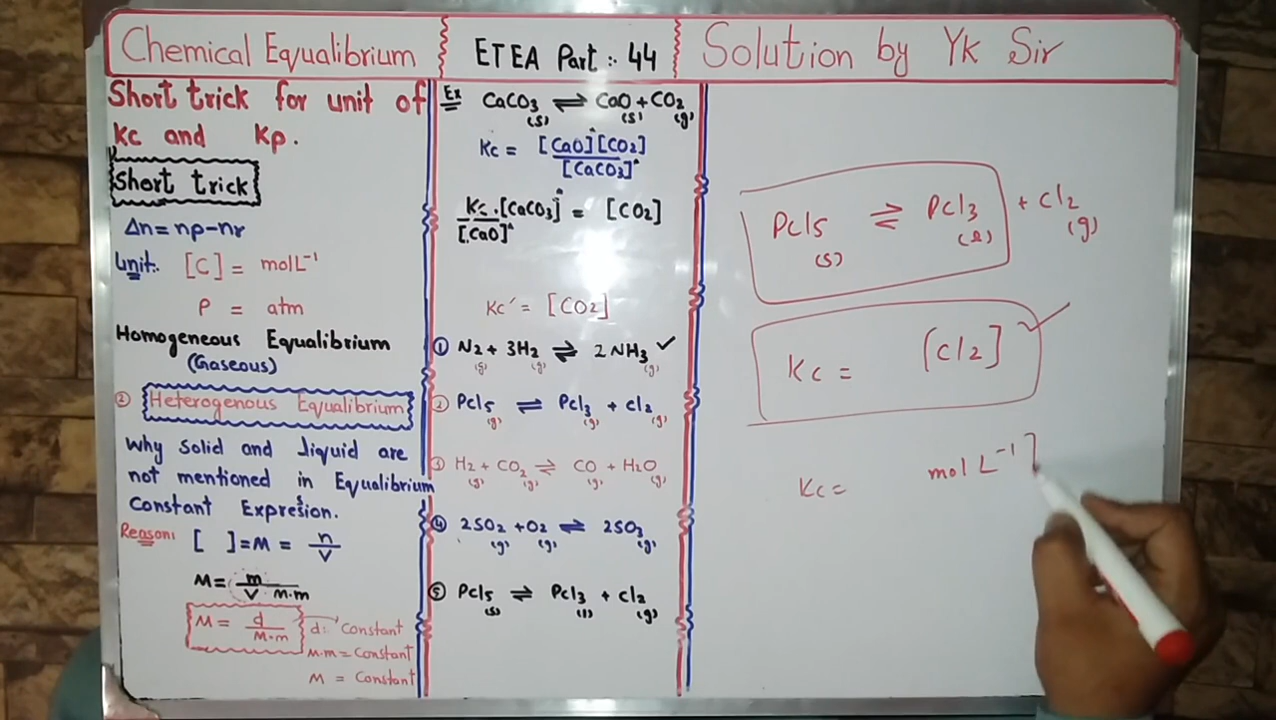 Chemical Equalibrium
ETEA Part :- 44
Solution by Yk Sir
Short trick for unit of
Kc and Kp.
Short trick
Δn = np-nr
Unit:. [C] = molL⁻¹
P = atm
Homogeneous Equalibrium
(Gaseous)
② Heterogenous Equalibrium
Why solid and liquid are
not mentioned in Equalibrium
Constant Expresion.
Reason: [ ]=M = n/V
M = m/V M·m
M = d/M·m
d: Constant
M·m = Constant
M = Constant
Ex CaCO₃(s) ⇌ CaO(s) + CO₂(g)
Kc = [CaO][CO₂]/[CaCO₃]
Kc·[CaCO₃]/[CaO] = [CO₂]
Kc′ = [CO₂]
① N₂(g) + 3H₂(g) ⇌ 2NH₃(g) ✓
② Pcl₅(g) ⇌ Pcl₃(g) + cl₂(g)
③ H₂(g) + CO₂(g) ⇌ CO(g) + H₂O(g)
④ 2SO₂(g) + O₂(g) ⇌ 2SO₃(g)
⑤ Pcl₅(s) ⇌ Pcl₃(l) + cl₂(g)
Pcl₅(s) ⇌ Pcl₃(l) + cl₂(g)
Kc = [cl₂] ✓
Kc = mol L⁻¹]